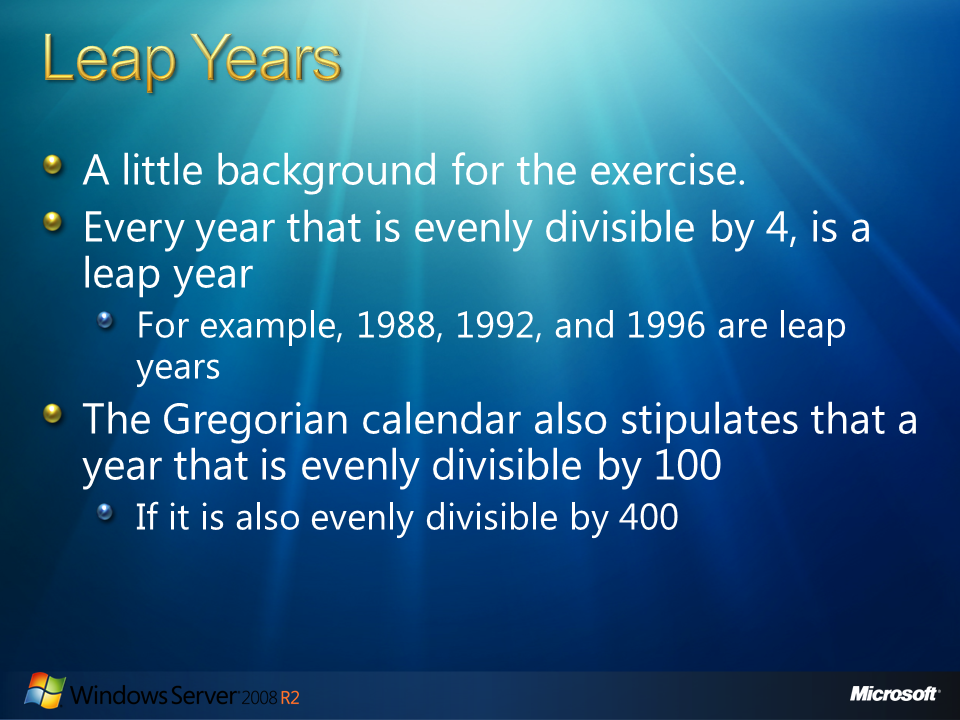 Leap Years
A little background for the exercise.
Every year that is evenly divisible by 4, is a
leap year
For example, 1988, 1992, and 1996 are leap
years
The Gregorian calendar also stipulates that a
year that is evenly divisible by 100
If it is also evenly divisible by 400
Windows Server 2008 R2
Microsoft